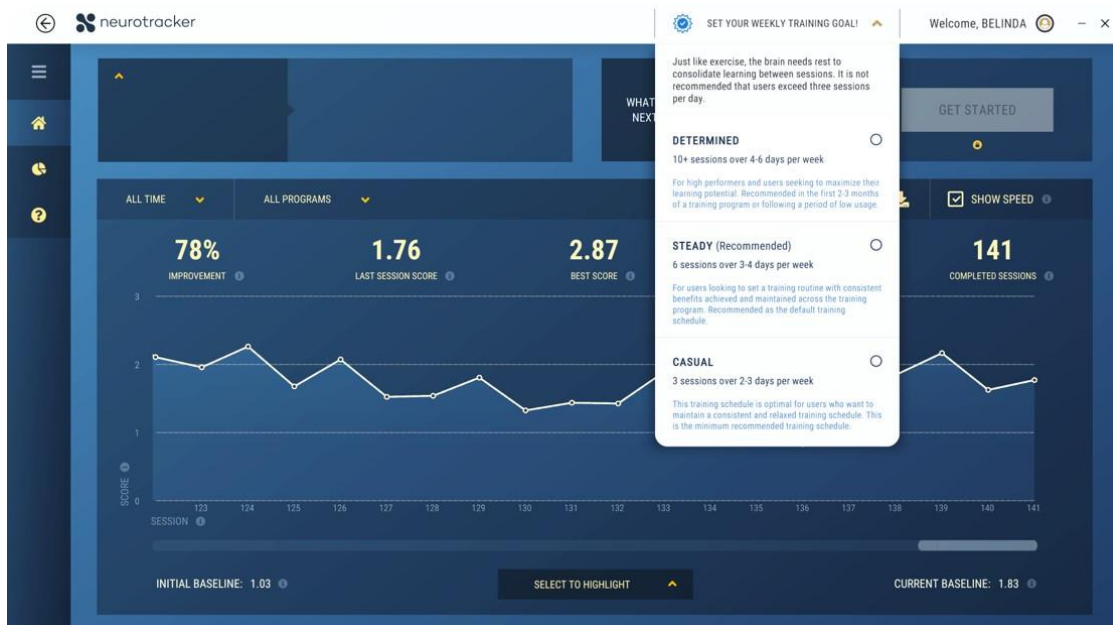 neurotracker
SET YOUR WEEKLY TRAINING GOAL!
Welcome, BELINDA
Just like exercise, the brain needs rest to
consolidate learning between sessions. It is not
recommended that users exceed three sessions
per day.
DETERMINED
10+ sessions over 4-6 days per week
For high performers and users seeking to maximize their
learning potential. Recommended in the first 2-3 months
of a training program or following a period of low usage.
STEADY (Recommended)
6 sessions over 3-4 days per week
For users looking to set a training routine with consistent
benefits achieved and maintained across the training
program. Recommended as the default training
schedule.
CASUAL
3 sessions over 2-3 days per week
This training schedule is optimal for users who want to
maintain a consistent and relaxed training schedule. This
is the minimum recommended training schedule.
WHAT
NEXT
GET STARTED
ALL TIME
ALL PROGRAMS
SHOW SPEED
78%
IMPROVEMENT
1.76
LAST SESSION SCORE
2.87
BEST SCORE
141
COMPLETED SESSIONS
3
2
1
0
SCORE
123 124 125 126 127 128 129 130 131 132 133 134 135 136 137 138 139 140 141
SESSION
INITIAL BASELINE: 1.03
SELECT TO HIGHLIGHT
CURRENT BASELINE: 1.83